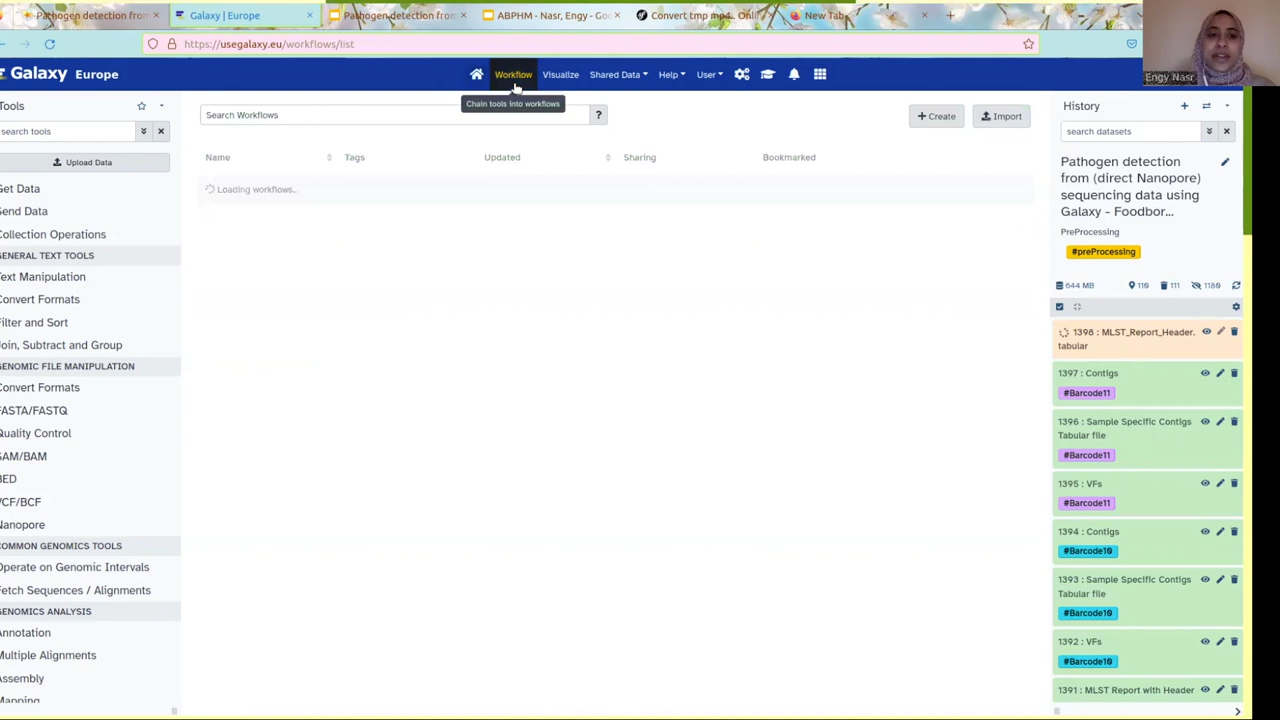 Pathogen detection from
Galaxy | Europe
Pathogen detection from
ABPHM - Nasr, Engy - Goo
Convert tmp mp4. Onli
New Tab
https://usegalaxy.eu/workflows/list
Engy Nasr
Galaxy Europe
Workflow
Visualize
Shared Data
Help
User
Chain tools into workflows
Tools
search tools
Upload Data
Get Data
Send Data
Collection Operations
GENERAL TEXT TOOLS
Text Manipulation
Convert Formats
Filter and Sort
Join, Subtract and Group
GENOMIC FILE MANIPULATION
Convert Formats
FASTA/FASTQ
Quality Control
SAM/BAM
BED
VCF/BCF
Nanopore
COMMON GENOMICS TOOLS
Operate on Genomic Intervals
Fetch Sequences / Alignments
GENOMICS ANALYSIS
Annotation
Multiple Alignments
Assembly
Mapping
Search Workflows
?
+ Create
Import
Name
Tags
Updated
Sharing
Bookmarked
Loading workflows...
History
search datasets
Pathogen detection
from (direct Nanopore)
sequencing data using
Galaxy - Foodbor...
PreProcessing
#preProcessing
644 MB
110
111
1180
1398 : MLST_Report_Header.
tabular
1397 : Contigs
#Barcode11
1396 : Sample Specific Contigs
Tabular file
#Barcode11
1395 : VFs
#Barcode11
1394 : Contigs
#Barcode10
1393 : Sample Specific Contigs
Tabular file
#Barcode10
1392 : VFs
#Barcode10
1391 : MLST Report with Header